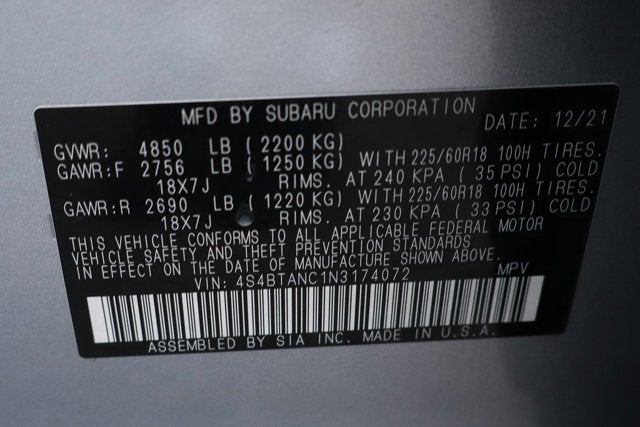 MFD BY SUBARU CORPORATION DATE: 12/21
GVWR: 4850 LB (2200 KG)
GAWR:F 2756 LB (1250 KG) WITH 225/60R18 100H TIRES.
18X7J RIMS. AT 240 KPA ( 35 PSI) COLD
GAWR:R 2690 LB (1220 KG) WITH 225/60R18 100H TIRES.
18X7J RIMS. AT 230 KPA ( 33 PSI) COLD
THIS VEHICLE CONFORMS TO ALL APPLICABLE FEDERAL MOTOR
VEHICLE SAFETY AND THEFT PREVENTION STANDARDS
IN EFFECT ON THE DATE OF MANUFACTURE SHOWN ABOVE.
VIN: 4S4BTANC1N3174072 MPV
ASSEMBLED BY SIA INC. MADE IN U.S.A.